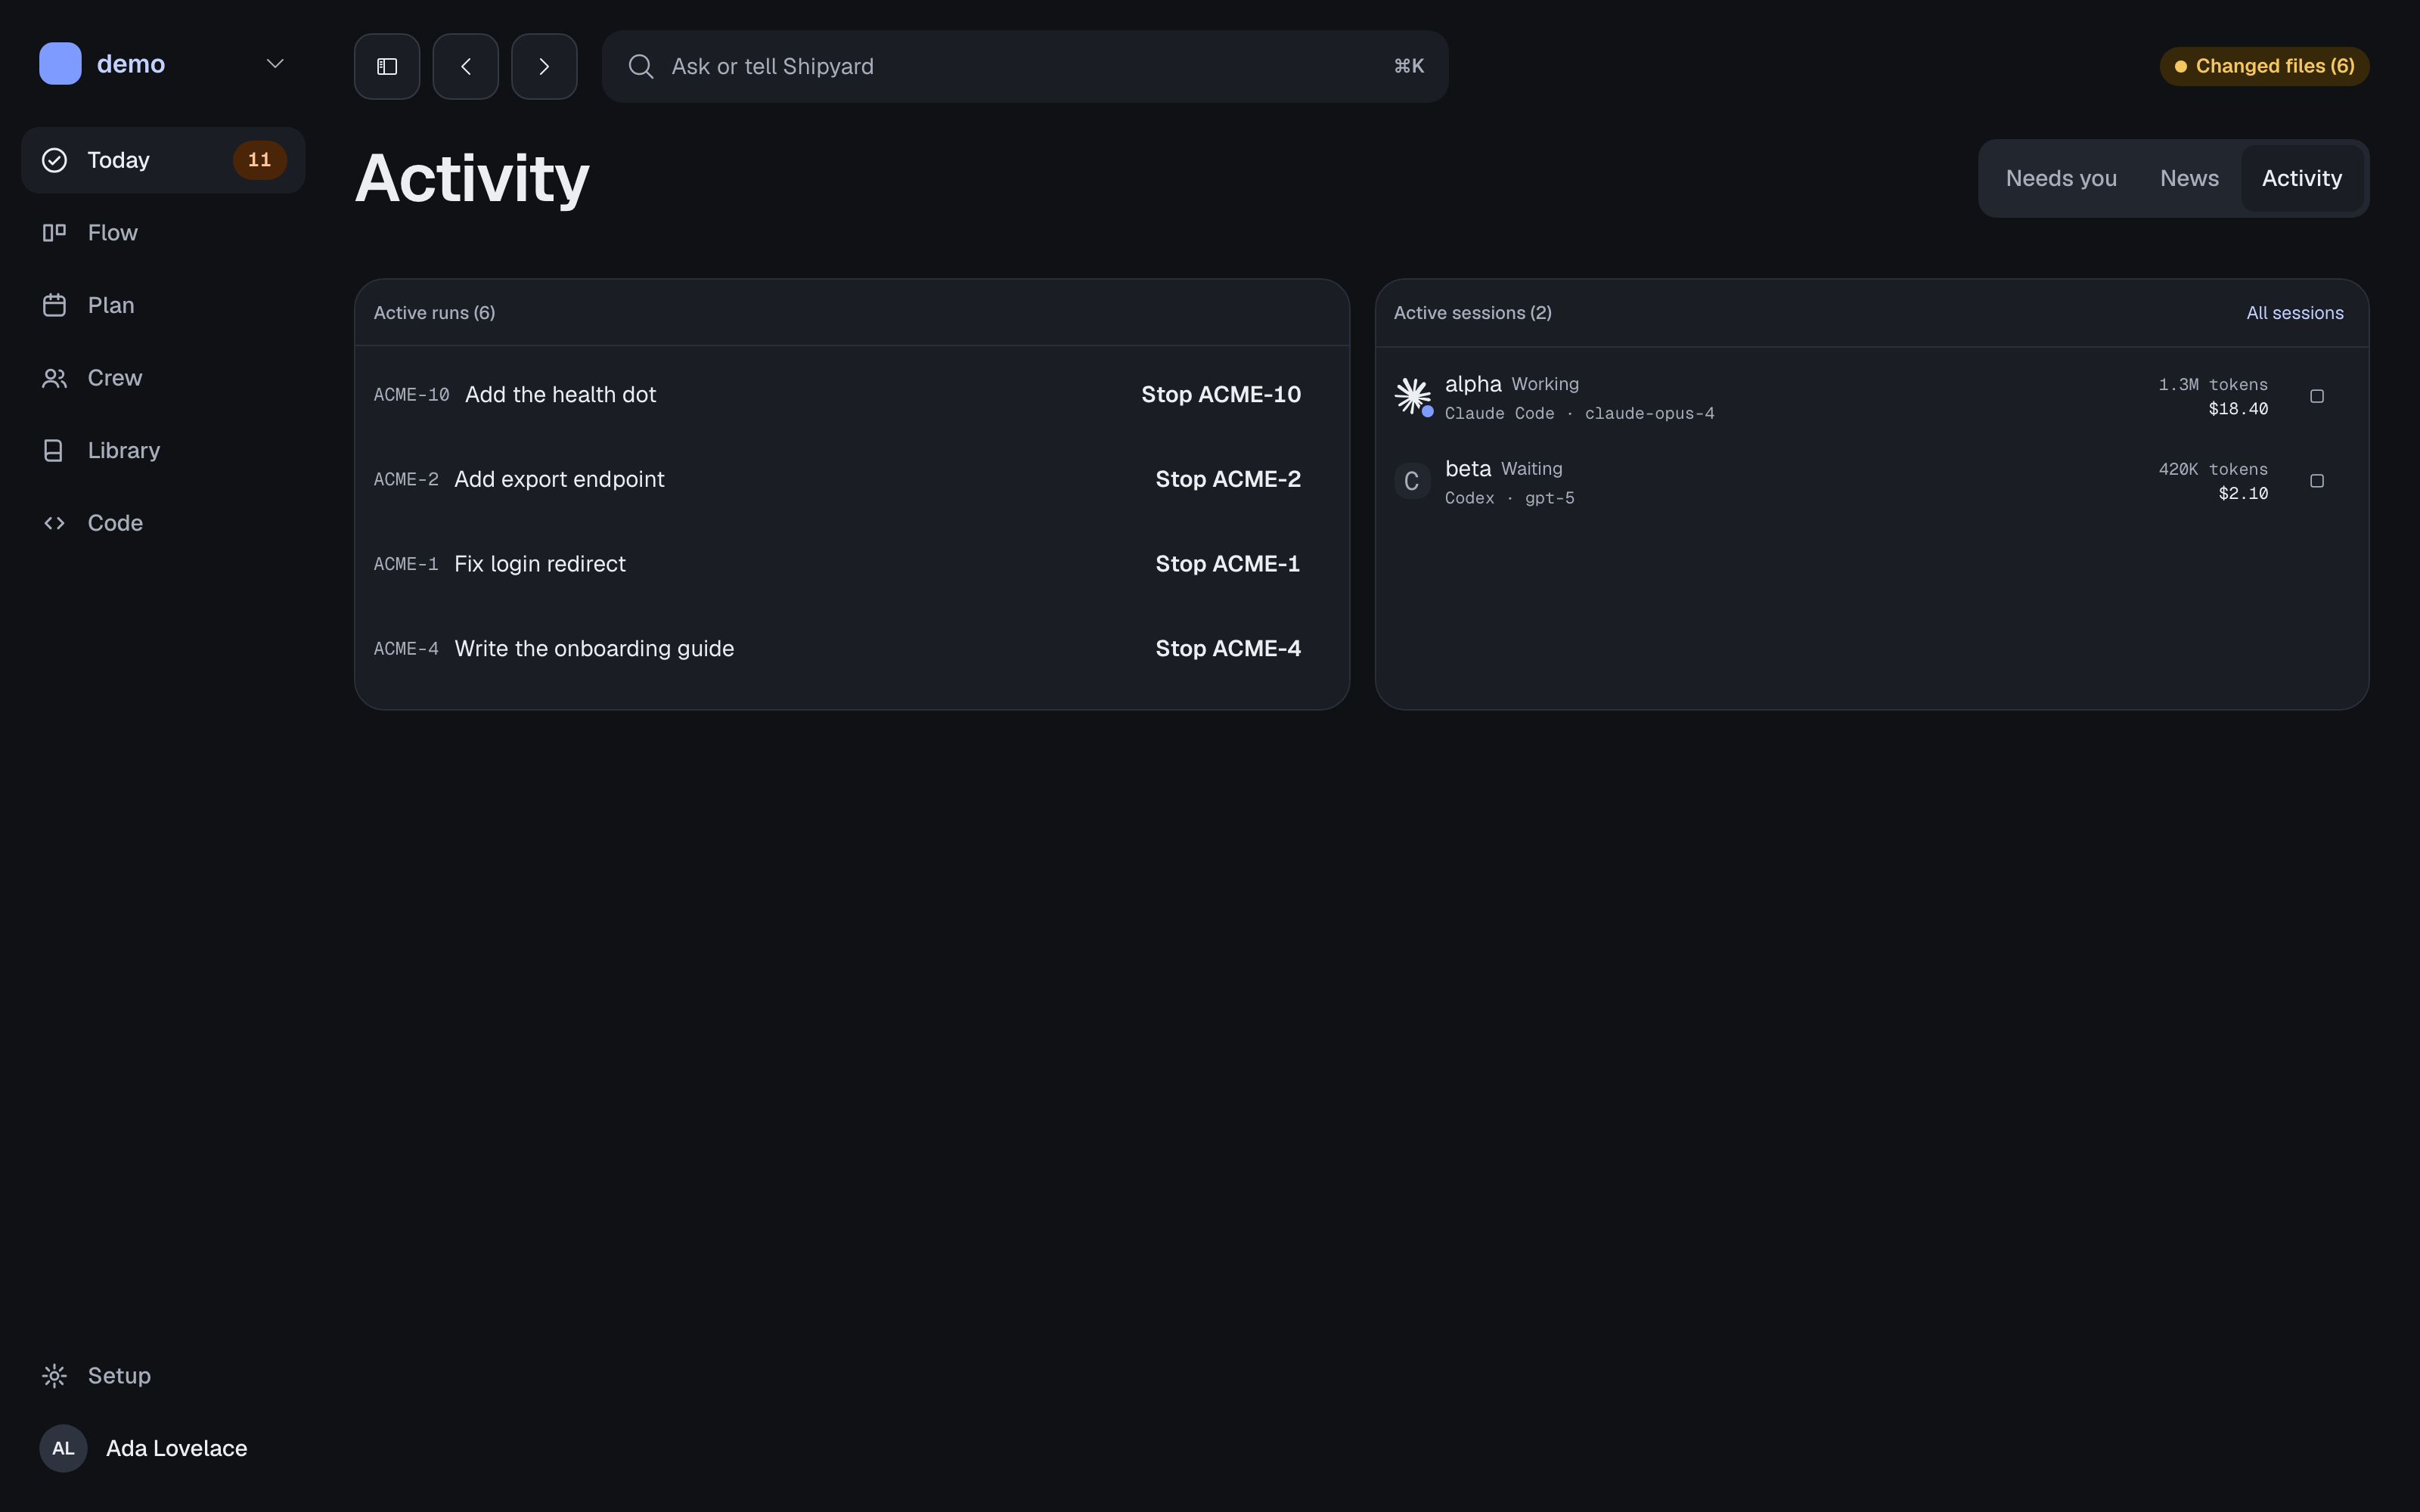 demo
Ask or tell Shipyard
⌘K
Changed files (6)
Today
11
Flow
Plan
Crew
Library
Code
Activity
Needs you
News
Activity
Active runs (6)
ACME-10 Add the health dot
Stop ACME-10
ACME-2 Add export endpoint
Stop ACME-2
ACME-1 Fix login redirect
Stop ACME-1
ACME-4 Write the onboarding guide
Stop ACME-4
Active sessions (2)
All sessions
alpha Working
Claude Code · claude-opus-4
1.3M tokens
$18.40
C
beta Waiting
Codex · gpt-5
420K tokens
$2.10
Setup
AL
Ada Lovelace